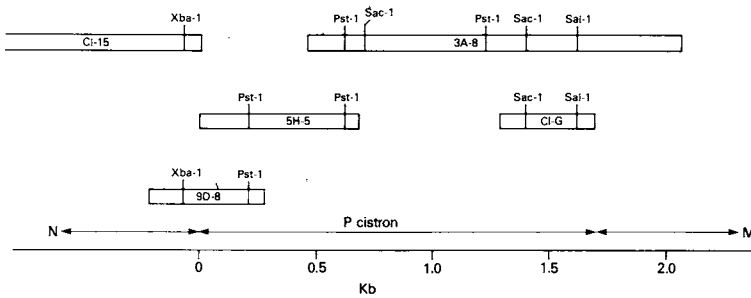 Xba-1 Pst-1 Sac-1 Pst-1 Sac-1 Sal-1
Cl-15 3A-8
Pst-1 Pst-1 Sac-1 Sal-1
5H-5 Cl-G
Xba-1 Pst-1
9D-8
N P cistron M
0 0.5 1.0 1.5 2.0
Kb